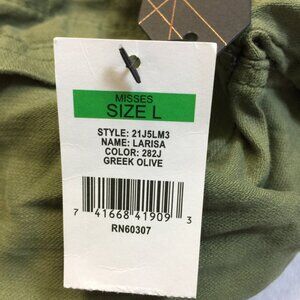 MISSES
SIZE L
STYLE: 21J5LM3
NAME: LARISA
COLOR: 282J
GREEK OLIVE
7 41668 41909 3
RN60307